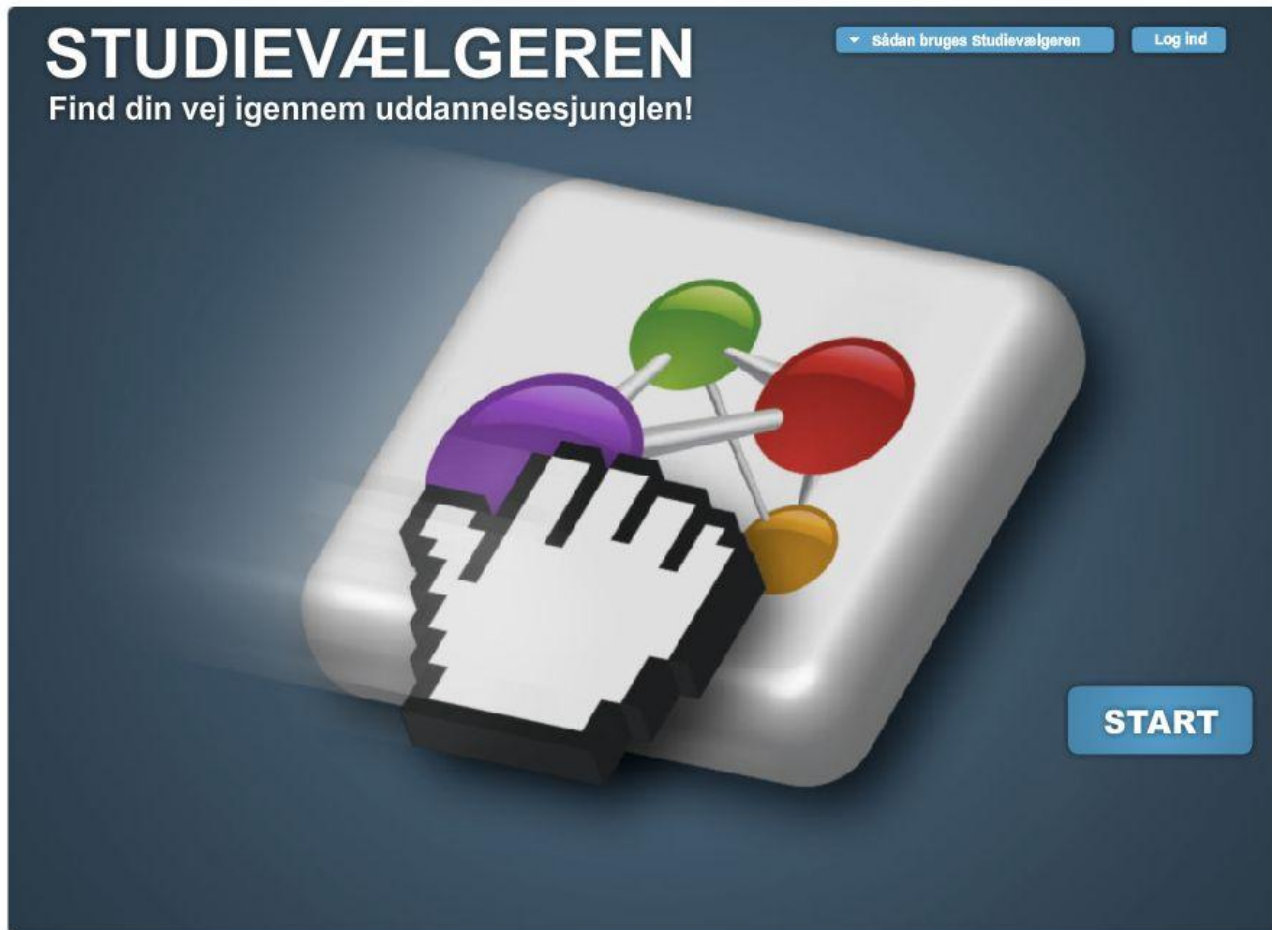 STUDIEVÆLGEREN
Find din vej igennem uddannelsesjunglen!
Sådan bruges Studievælgeren
Log ind
START